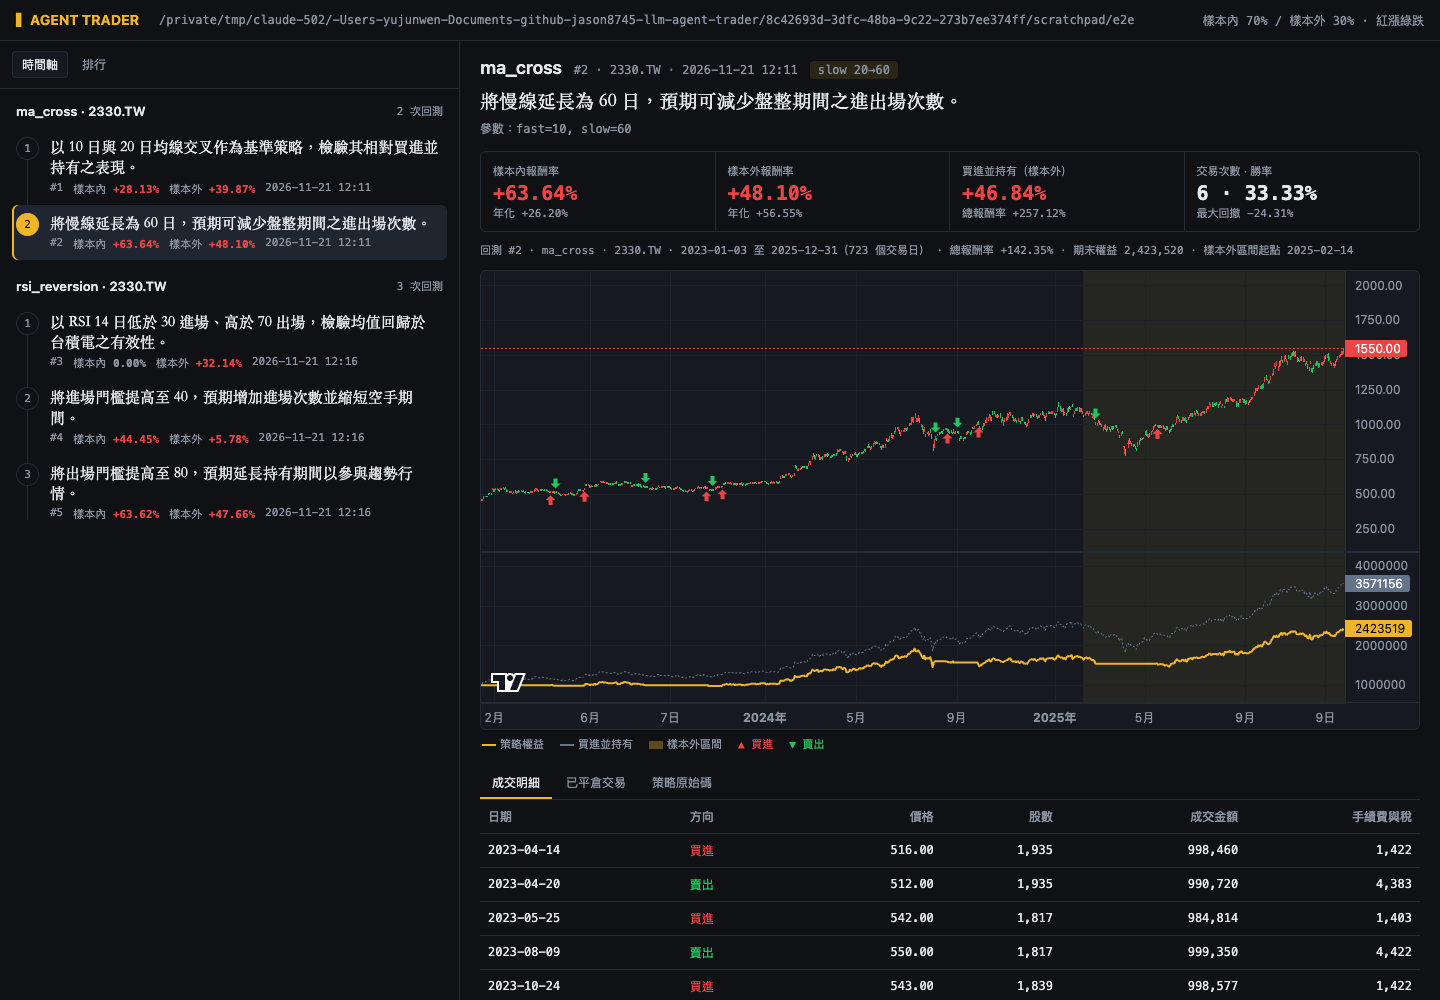 AGENT TRADER
/private/tmp/claude-502/-Users-yujunwen-Documents-github-jason8745-llm-agent-trader/8c42693d-3dfc-48ba-9c22-273b7ee374ff/scratchpad/e2e
樣本內 70% / 樣本外 30% · 紅漲綠跌
時間軸 排行
ma_cross · 2330.TW 2 次回測
1 以 10 日與 20 日均線交叉作為基準策略，檢驗其相對買進並
持有之表現。
#1 樣本內 +28.13% 樣本外 +39.87% 2026-11-21 12:11
2 將慢線延長為 60 日，預期可減少盤整期間之進出場次數。
#2 樣本內 +63.64% 樣本外 +48.10% 2026-11-21 12:11
rsi_reversion · 2330.TW 3 次回測
1 以 RSI 14 日低於 30 進場、高於 70 出場，檢驗均值回歸於
台積電之有效性。
#3 樣本內 0.00% 樣本外 +32.14% 2026-11-21 12:16
2 將進場門檻提高至 40，預期增加進場次數並縮短空手期
間。
#4 樣本內 +44.45% 樣本外 +5.78% 2026-11-21 12:16
3 將出場門檻提高至 80，預期延長持有期間以參與趨勢行
情。
#5 樣本內 +63.62% 樣本外 +47.66% 2026-11-21 12:16
ma_cross #2 · 2330.TW · 2026-11-21 12:11 slow 20→60
將慢線延長為 60 日，預期可減少盤整期間之進出場次數。
參數：fast=10, slow=60
樣本內報酬率
+63.64%
年化 +26.20%
樣本外報酬率
+48.10%
年化 +56.55%
買進並持有 (樣本外)
+46.84%
總報酬率 +257.12%
交易次數 · 勝率
6 · 33.33%
最大回撤 -24.31%
回測 #2 · ma_cross · 2330.TW · 2023-01-03 至 2025-12-31 (723 個交易日) · 總報酬率 +142.35% · 期末權益 2,423,520 · 樣本外區間起點 2025-02-14
2000.00
1750.00
1550.00
1250.00
1000.00
750.00
500.00
250.00
4000000
3571156
3000000
2423519
2000000
1000000
2月 6月 7日 2024年 5月 9月 2025年 5月 9月 9日
策略權益 買進並持有 樣本外區間 ▲ 買進 ▼ 賣出
成交明細 已平倉交易 策略原始碼
日期 方向 價格 股數 成交金額 手續費與稅
2023-04-14 買進 516.00 1,935 998,460 1,422
2023-04-20 賣出 512.00 1,935 990,720 4,383
2023-05-25 買進 542.00 1,817 984,814 1,403
2023-08-09 賣出 550.00 1,817 999,350 4,422
2023-10-24 買進 543.00 1,839 998,577 1,422